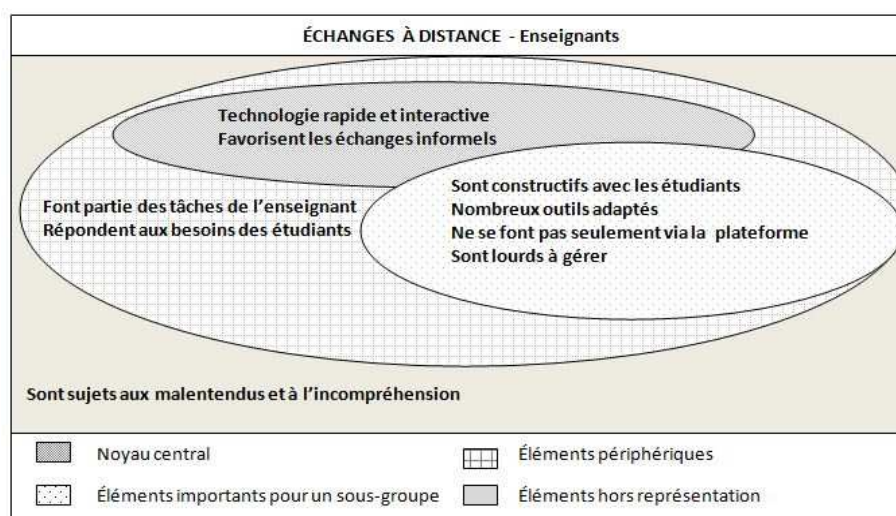 ÉCHANGES À DISTANCE - Enseignants
Technologie rapide et interactive
Favorisent les échanges informels
Sont constructifs avec les étudiants
Nombreux outils adaptés
Ne se font pas seulement via la plateforme
Sont lourds à gérer
Font partie des tâches de l'enseignant
Répondent aux besoins des étudiants
Sont sujets aux malentendus et à l'incompréhension
Noyau central
Éléments périphériques
Éléments importants pour un sous-groupe
Éléments hors représentation